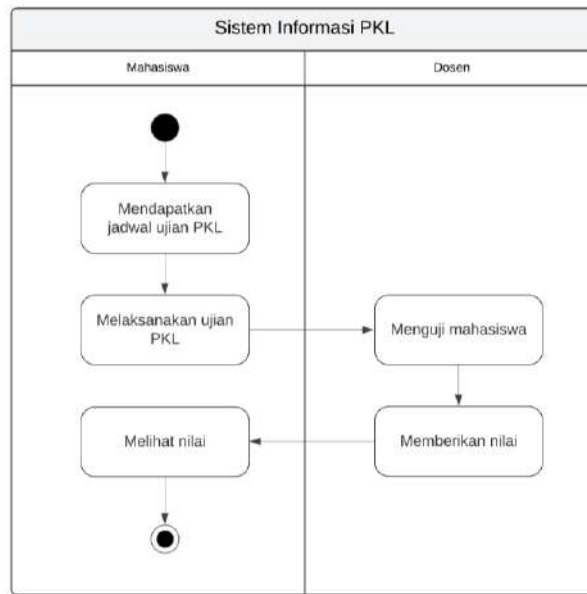 Sistem Informasi PKL
Mahasiswa
Dosen
Mendapatkan
jadwal ujian PKL
Melaksanakan ujian
PKL
Menguji mahasiswa
Melihat nilai
Memberikan nilai